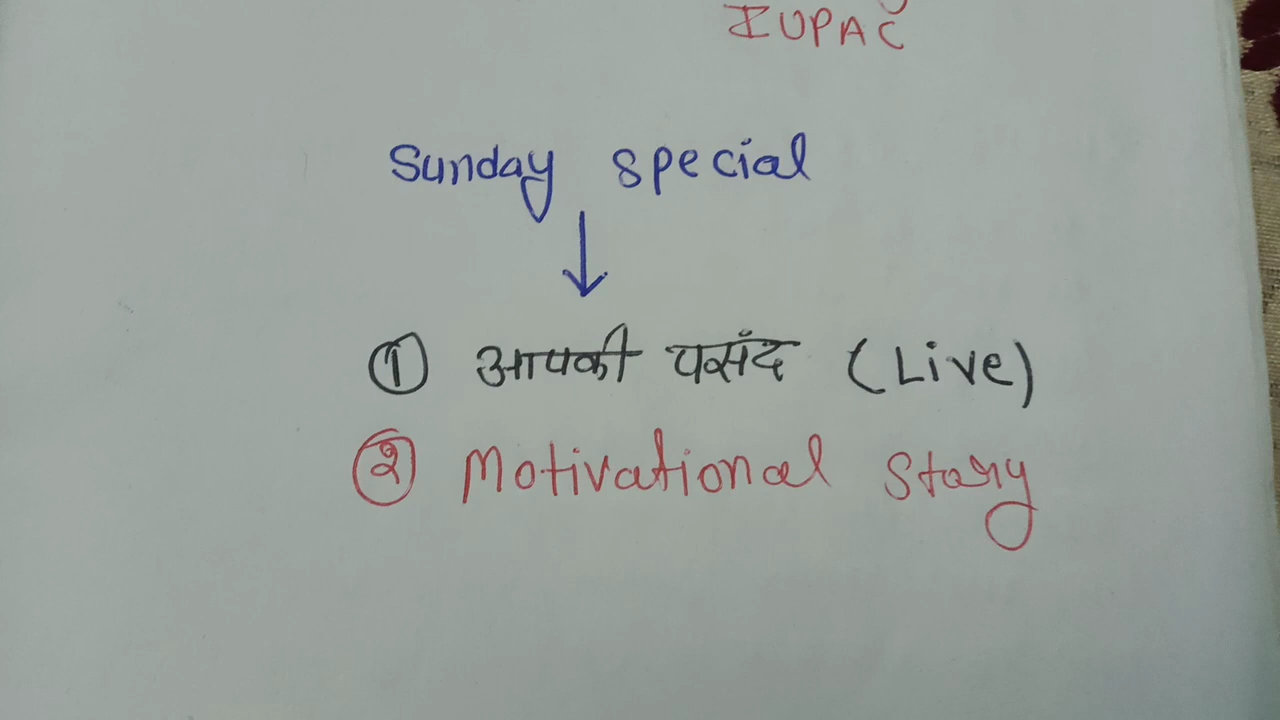 IUPAC
Sunday special
↓
① आपकी पसंद (Live)
② Motivational Story